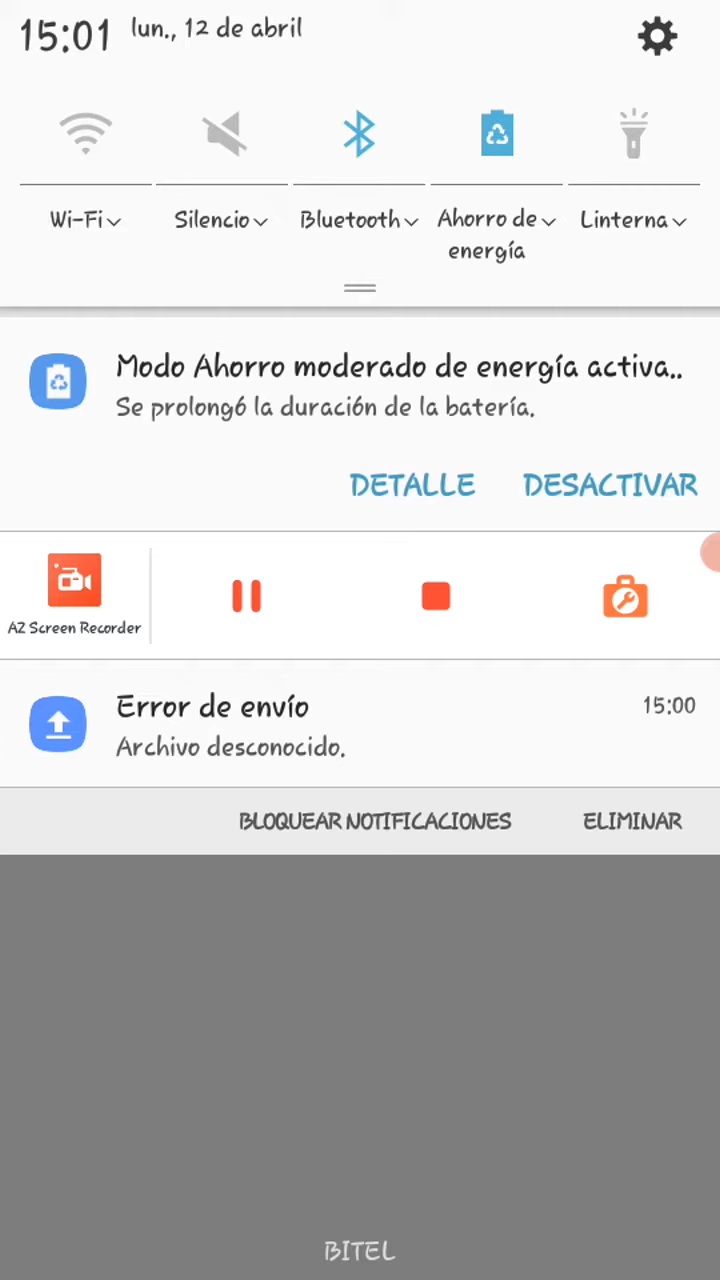 15:01 lun., 12 de abril
Wi-Fi Silencio Bluetooth Ahorro de energía Linterna
Modo Ahorro moderado de energía activa..
Se prolongó la duración de la batería.
DETALLE DESACTIVAR
AZ Screen Recorder
Error de envío 15:00
Archivo desconocido.
BLOQUEAR NOTIFICACIONES ELIMINAR
BITEL